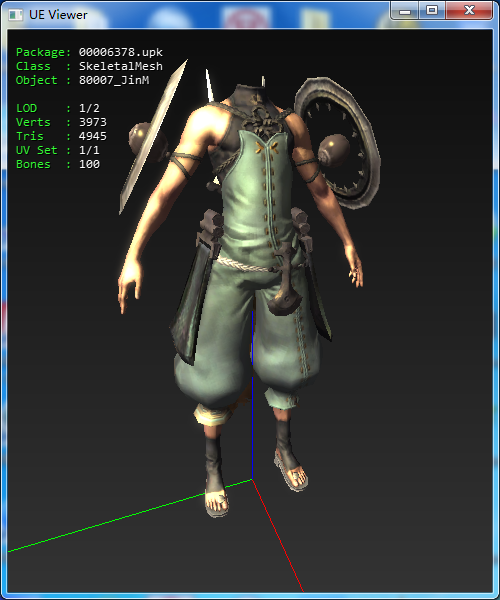 UE Viewer
Package: 00006378.upk
Class  : SkeletalMesh
Object : 80007_JinM
LOD    : 1/2
Verts  : 3973
Tris   : 4945
UV Set : 1/1
Bones  : 100